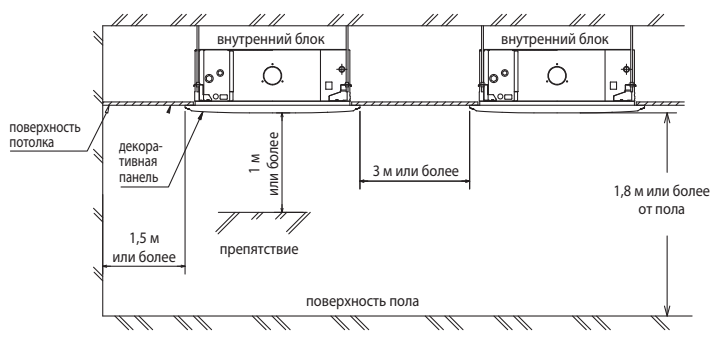 внутренний блок
внутренний блок
поверхность
потолка
декора-
тивная
панель
1 м
или более
3 м или более
1,8 м или более
от пола
1,5 м
или более
препятствие
поверхность пола